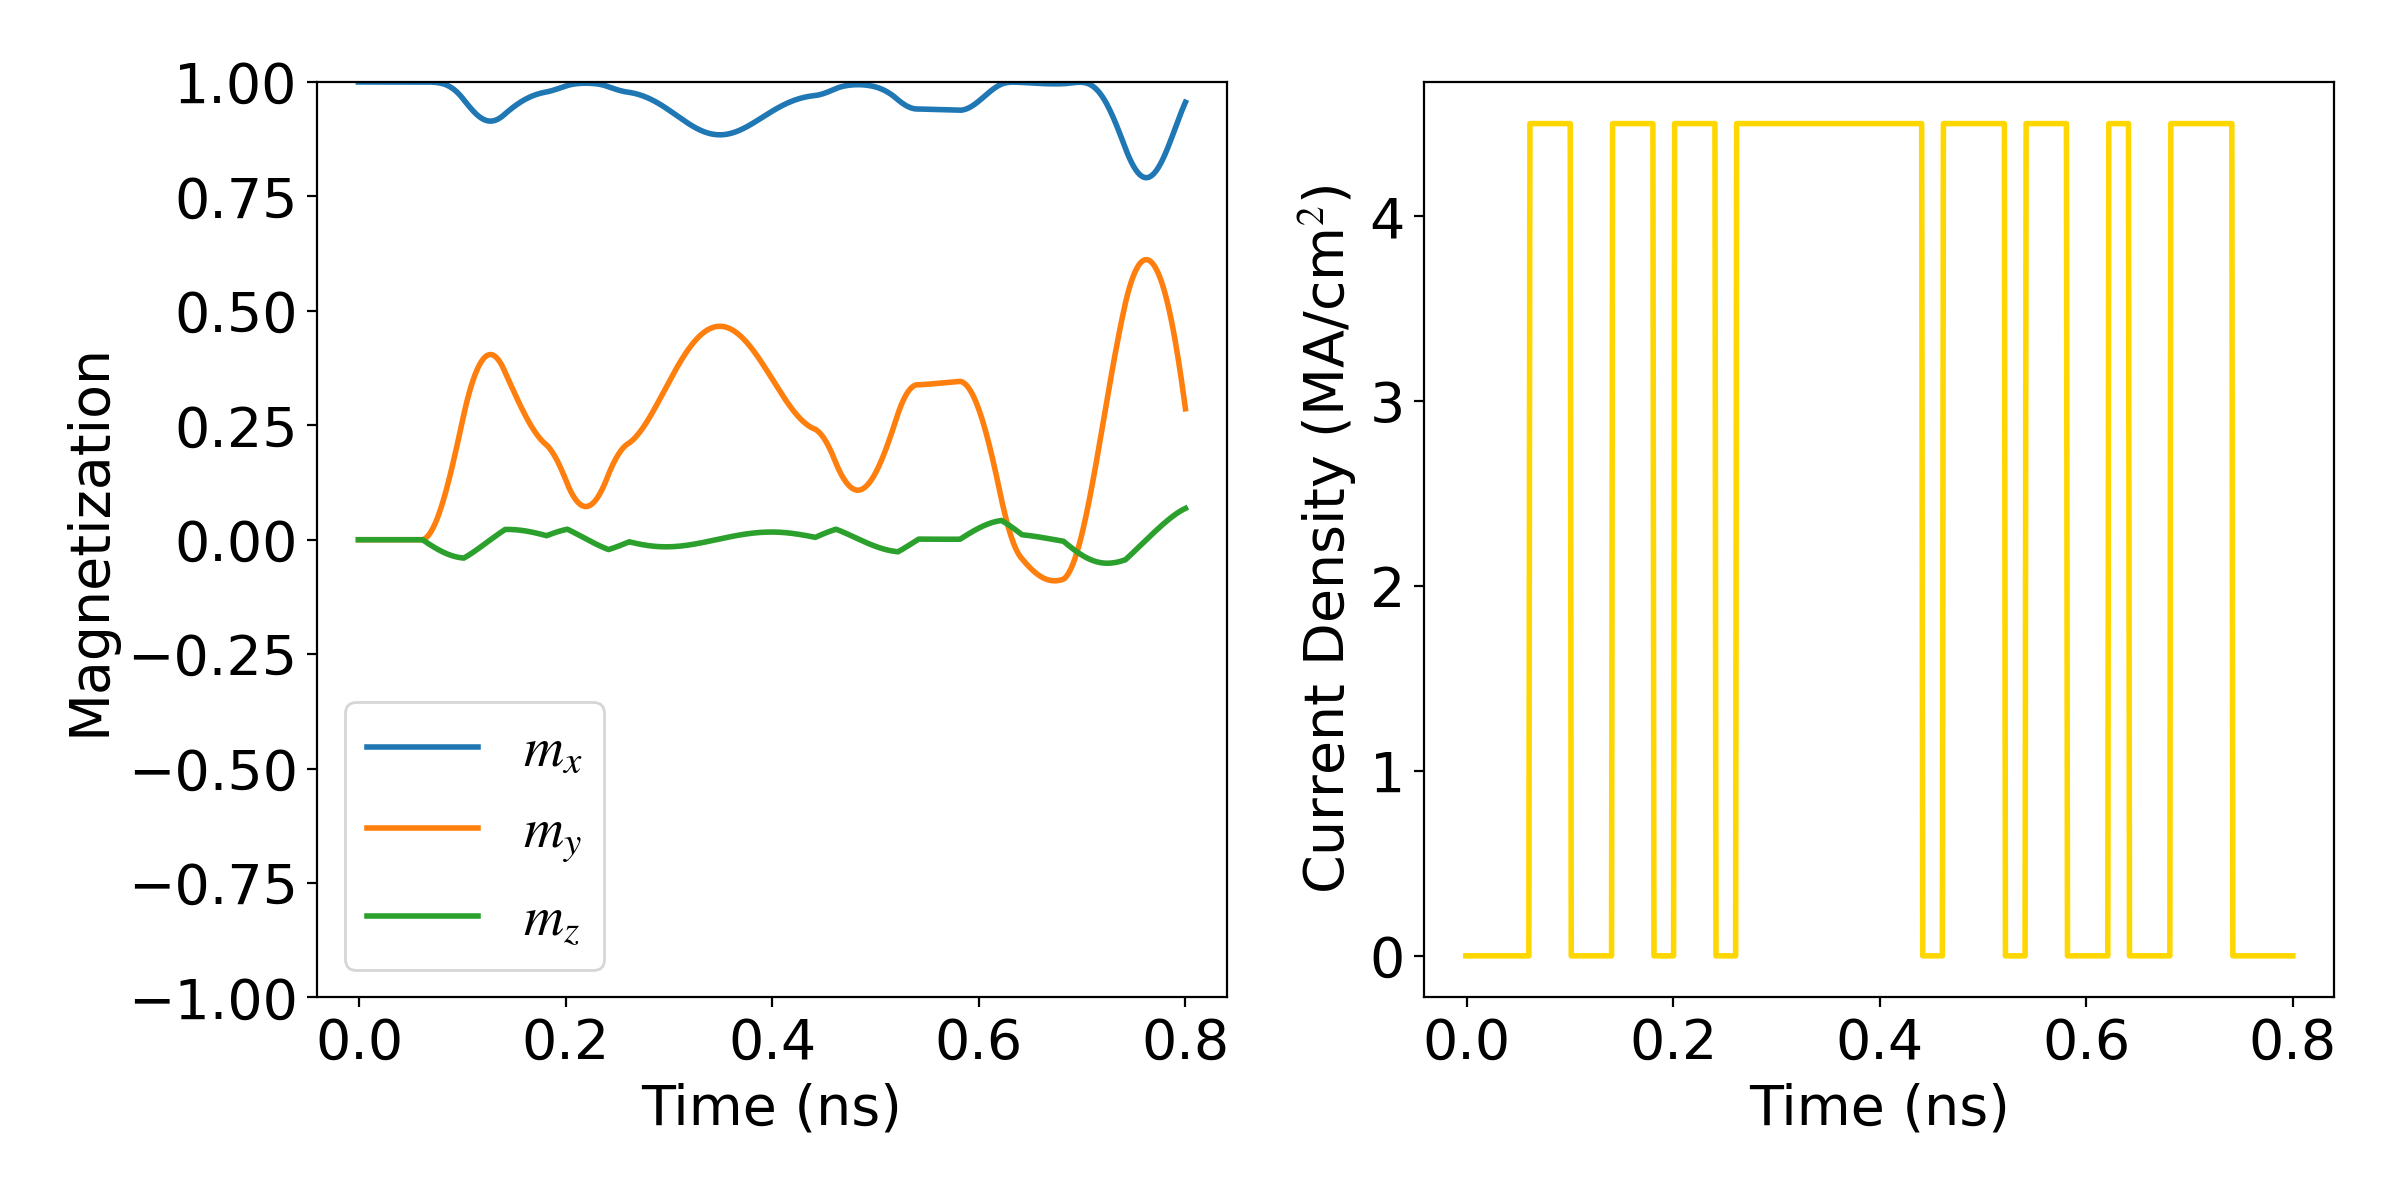 Magnetization
1.00
0.75
0.50
0.25
0.00
−0.25
−0.50
−0.75
−1.00
0.0 0.2 0.4 0.6 0.8
Time (ns)
m_x
m_y
m_z
Current Density (MA/cm²)
4
3
2
1
0
0.0 0.2 0.4 0.6 0.8
Time (ns)